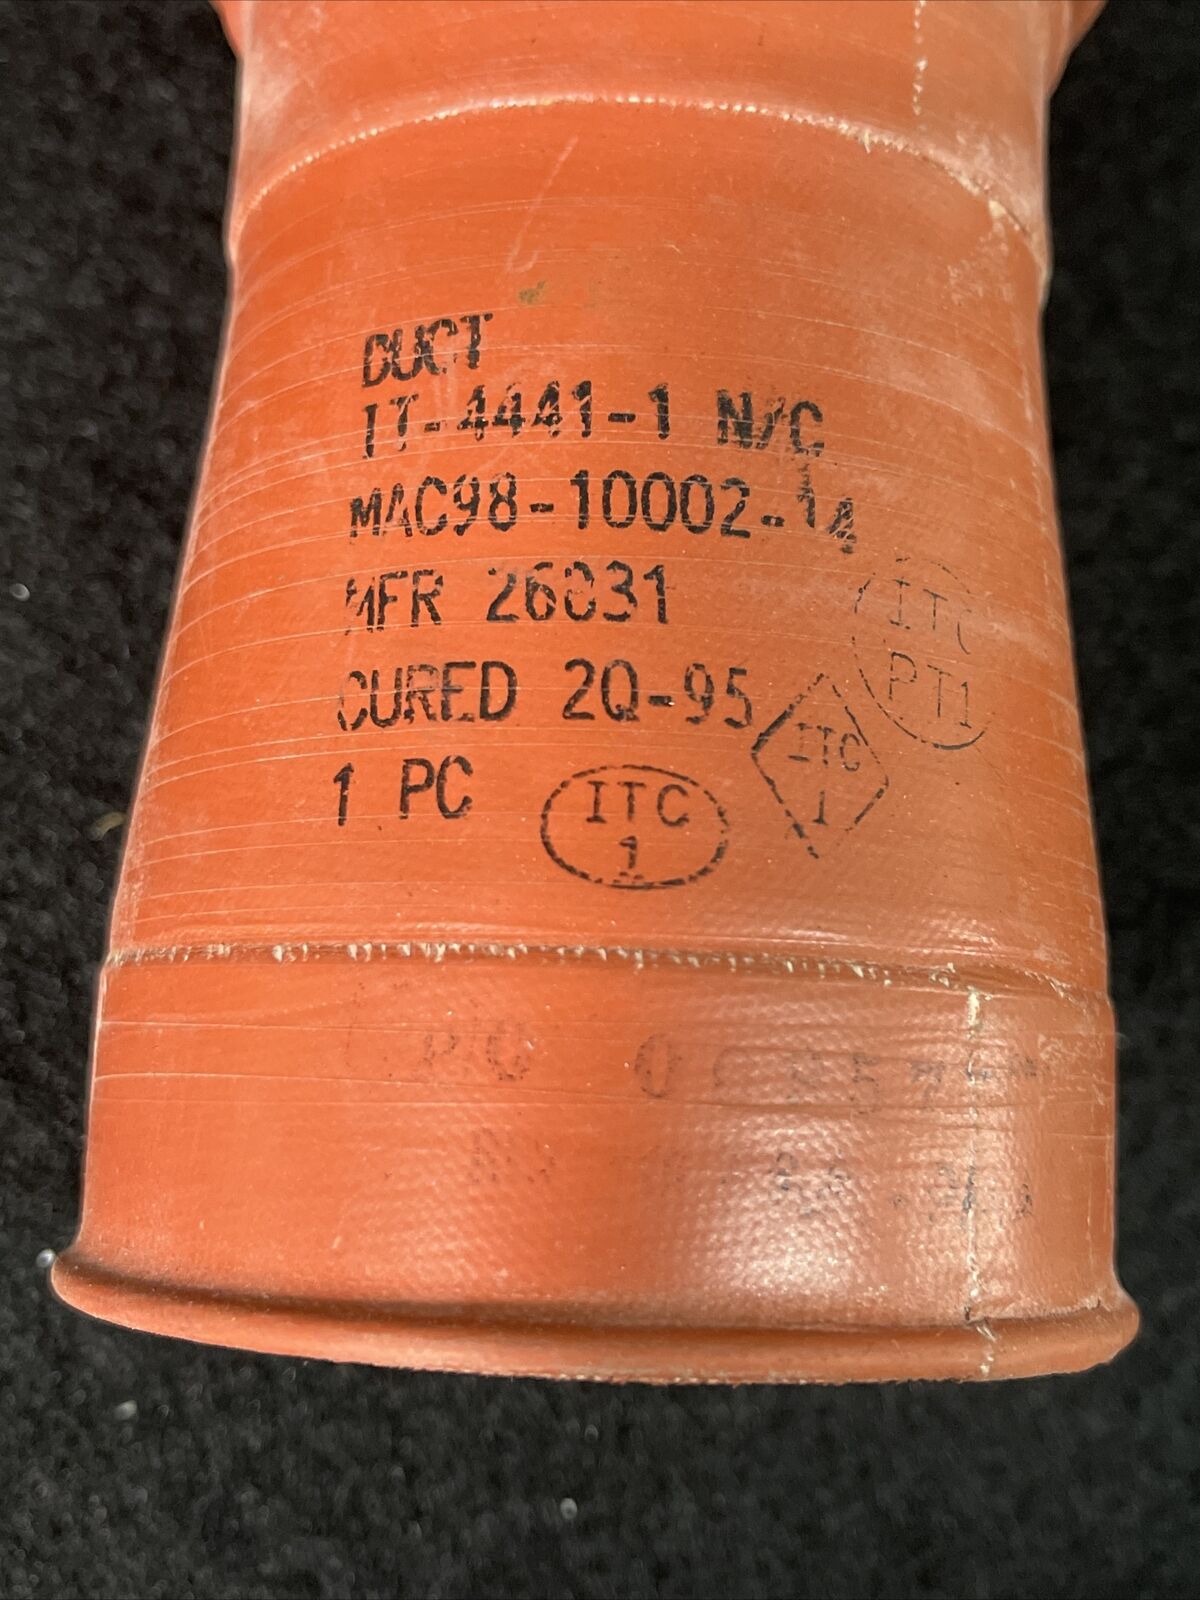 DUCT
IT-4441-1 N/C
MAC98-10002-14
MFR 26831
CURED 2Q-95
1 PC
ITC
1
ITC
1
ITC
PT1